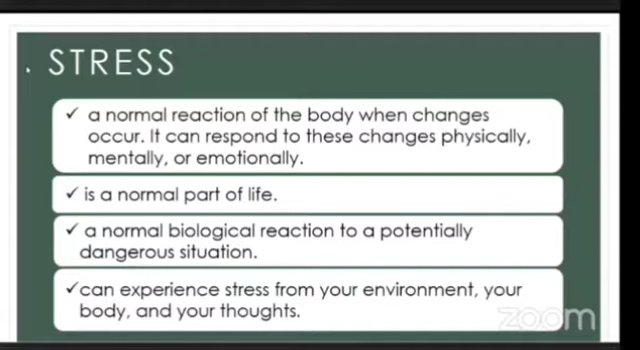 . STRESS
✓ a normal reaction of the body when changes
occur. It can respond to these changes physically,
mentally, or emotionally.
✓ is a normal part of life.
✓ a normal biological reaction to a potentially
dangerous situation.
✓can experience stress from your environment, your
body, and your thoughts.
zoom